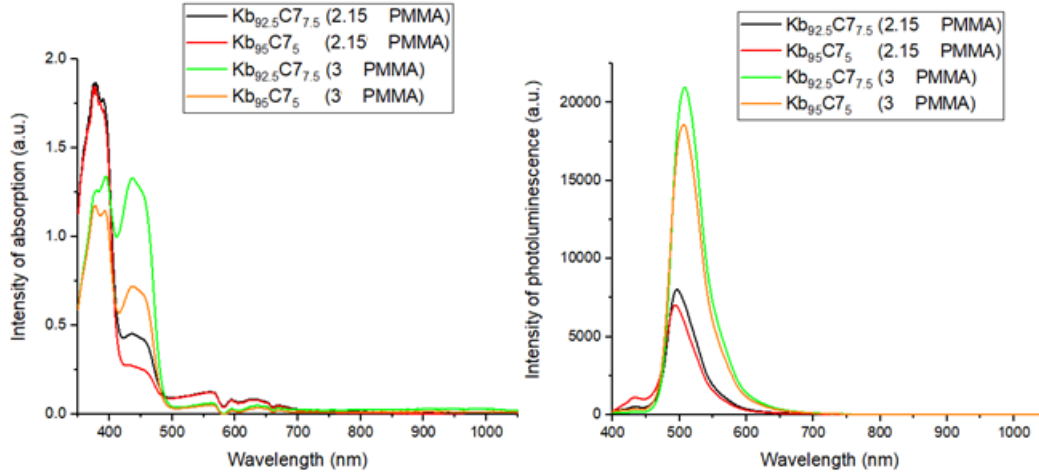 Kb92.5C77.5 (2.15 PMMA)
Kb95C75 (2.15 PMMA)
Kb92.5C77.5 (3 PMMA)
Kb95C75 (3 PMMA)
2.0
1.5
1.0
0.5
0.0
Intensity of absorption (a.u.)
400 500 600 700 800 900 1000
Wavelength (nm)
Kb92.5C77.5 (2.15 PMMA)
Kb95C75 (2.15 PMMA)
Kb92.5C77.5 (3 PMMA)
Kb95C75 (3 PMMA)
20000
15000
10000
5000
0
Intensity of photoluminescence (a.u.)
400 500 600 700 800 900 1000
Wavelength (nm)